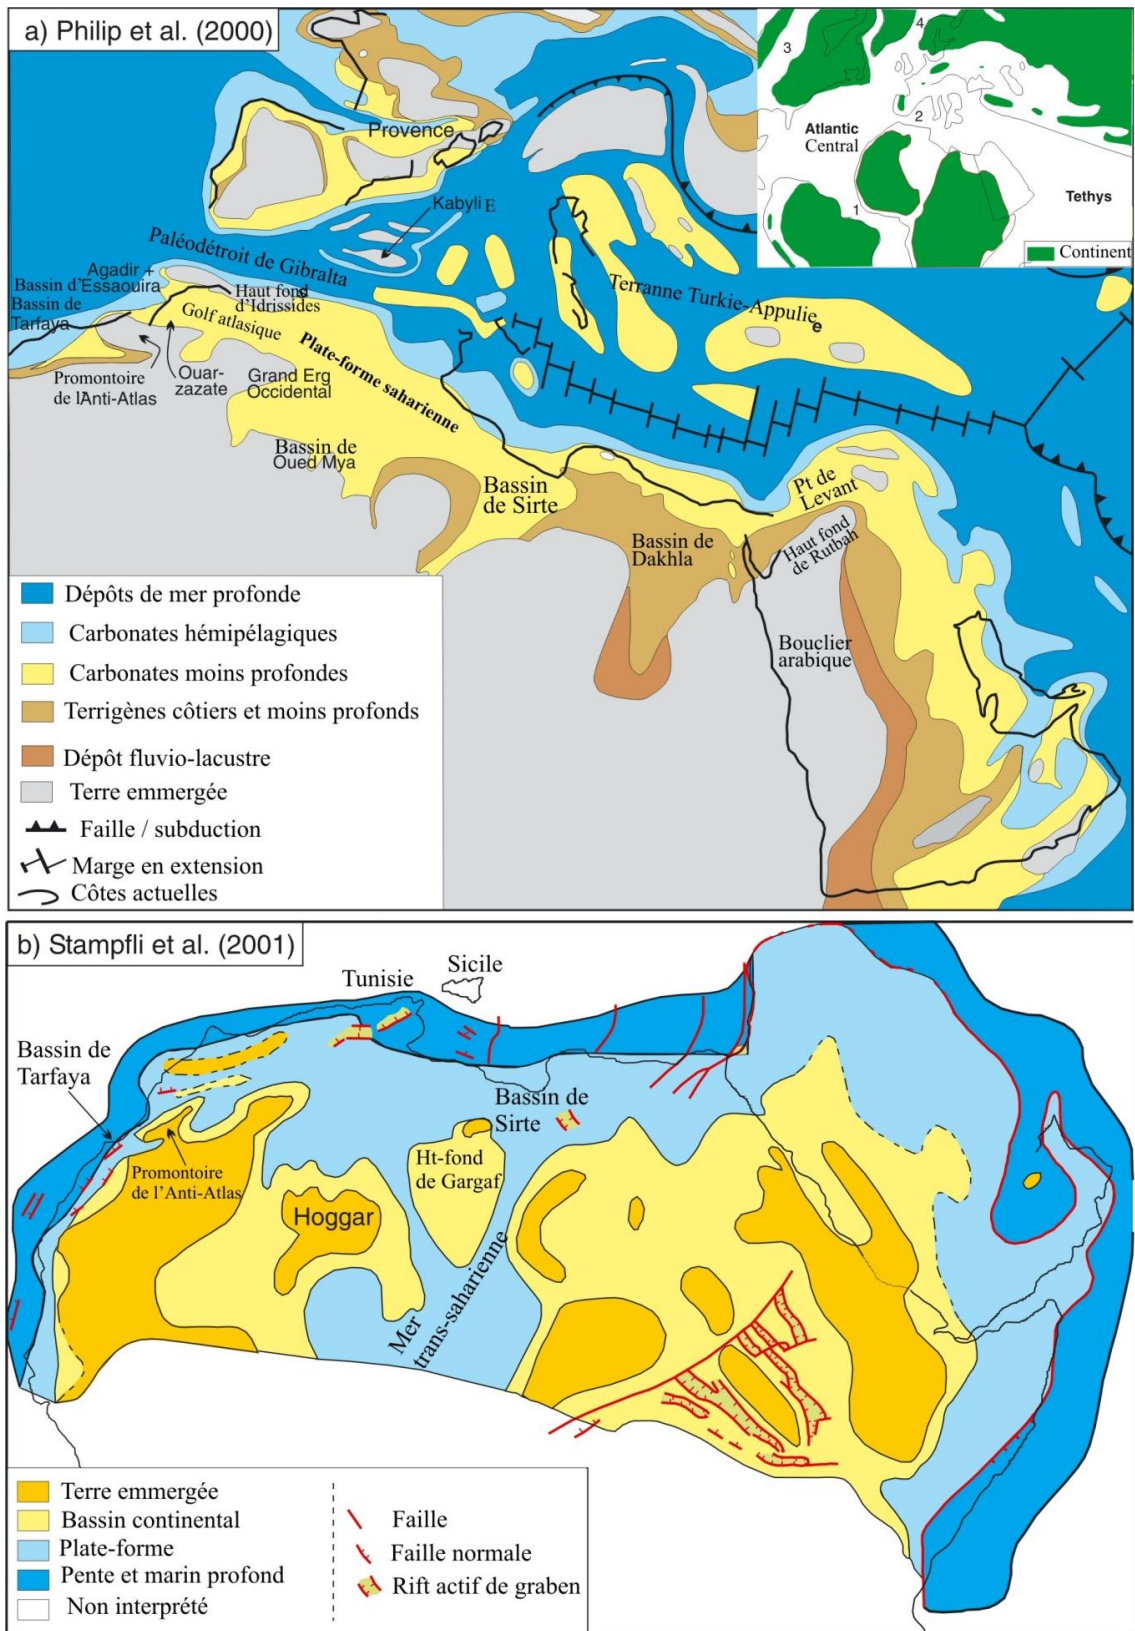 a) Philip et al. (2000)
3
4
2
Atlantic
Central
1
Tethys
Continent
Provence
Kabyli E
Paléodétroit de Gibralta
Agadir +
Bassin d'Essaouira
Bassin de
Tarfaya
Haut fond
d'Idrissides
Golf atlasique
Terranne Turkie-Appulie
e
Plate-forme saharienne
Promontoire
de l'Anti-Atlas
Ouar-
zazate
Grand Erg
Occidental
Bassin de
Oued Mya
Bassin
de Sirte
Bassin de
Dakhla
Pt de
Levant
Haut fond
de Rutbah
Bouclier
arabique
Dépôts de mer profonde
Carbonates hémipélagiques
Carbonates moins profondes
Terrigènes côtiers et moins profonds
Dépôt fluvio-lacustre
Terre emmergée
Faille / subduction
Marge en extension
Côtes actuelles
b) Stampfli et al. (2001)
Tunisie
Sicile
Bassin de
Tarfaya
Bassin de
Sirte
Promontoire
de l'Anti-Atlas
Ht-fond
de Gargaf
Hoggar
Mer
trans-saharienne
Terre emmergée
Bassin continental
Plate-forme
Pente et marin profond
Non interprété
Faille
Faille normale
Rift actif de graben